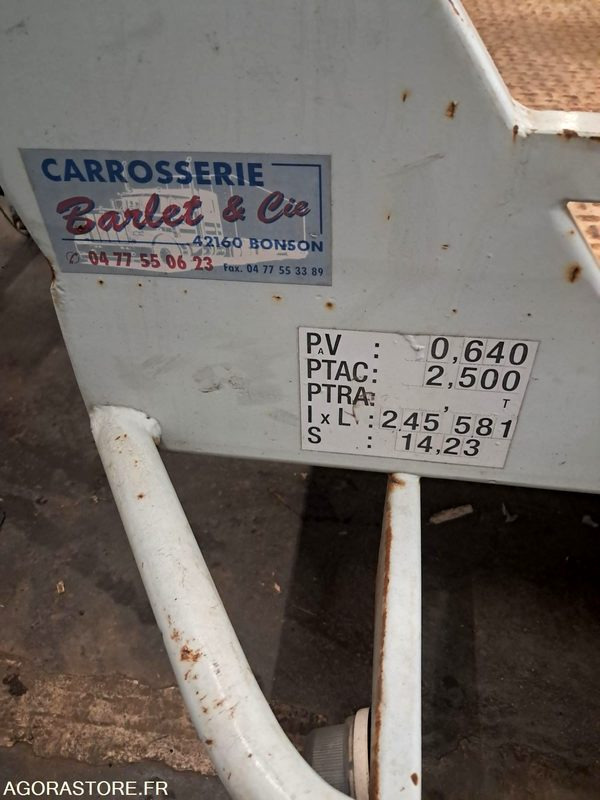 CARROSSERIE
Barlet & Cie
42160 BONSON
04 77 55 06 23 Fax. 04 77 55 33 89
PAV : 0,640
PTAC: 2,500
PTRA: , T
I x L : 245 581
S : 14,23
AGORASTORE.FR